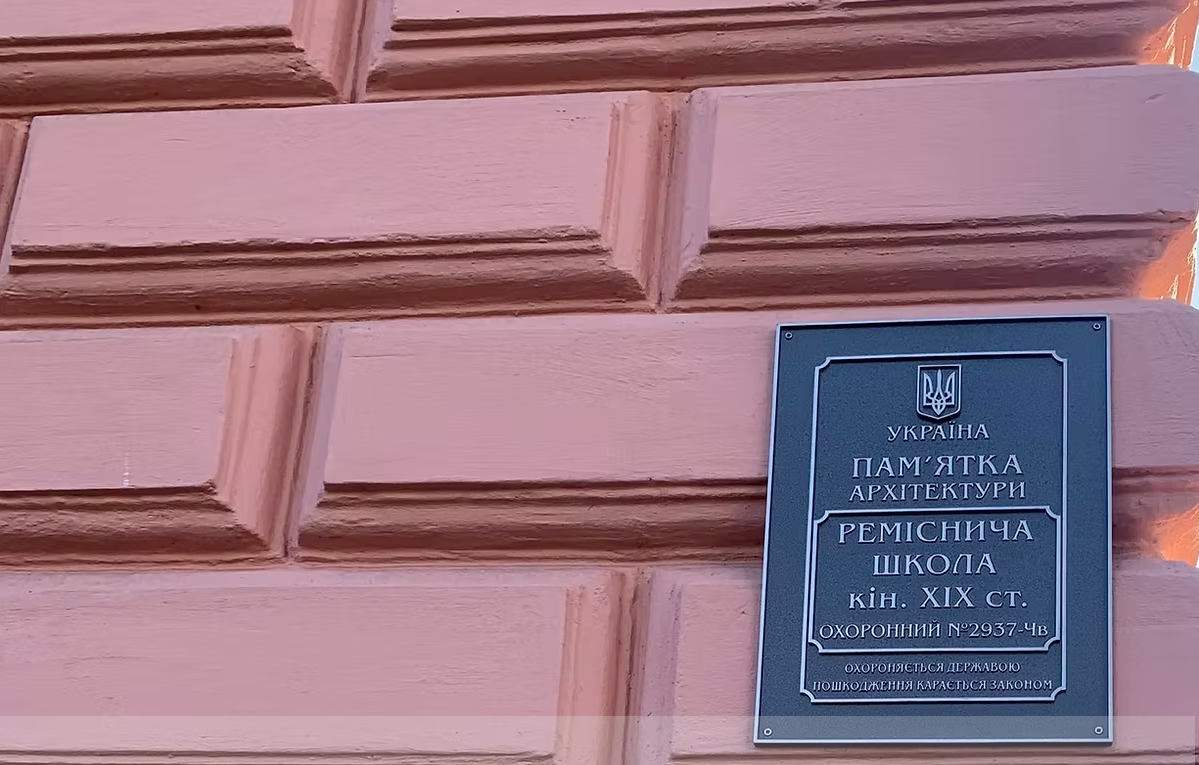 УКРАЇНА
ПАМ'ЯТКА
АРХІТЕКТУРИ
РЕМІСНИЧА
ШКОЛА
кін. XIX ст.
ОХОРОННИЙ №2937-Чв
ОХОРОНЯЄТЬСЯ ДЕРЖАВОЮ
ПОШКОДЖЕННЯ КАРАЄТЬСЯ ЗАКОНОМ